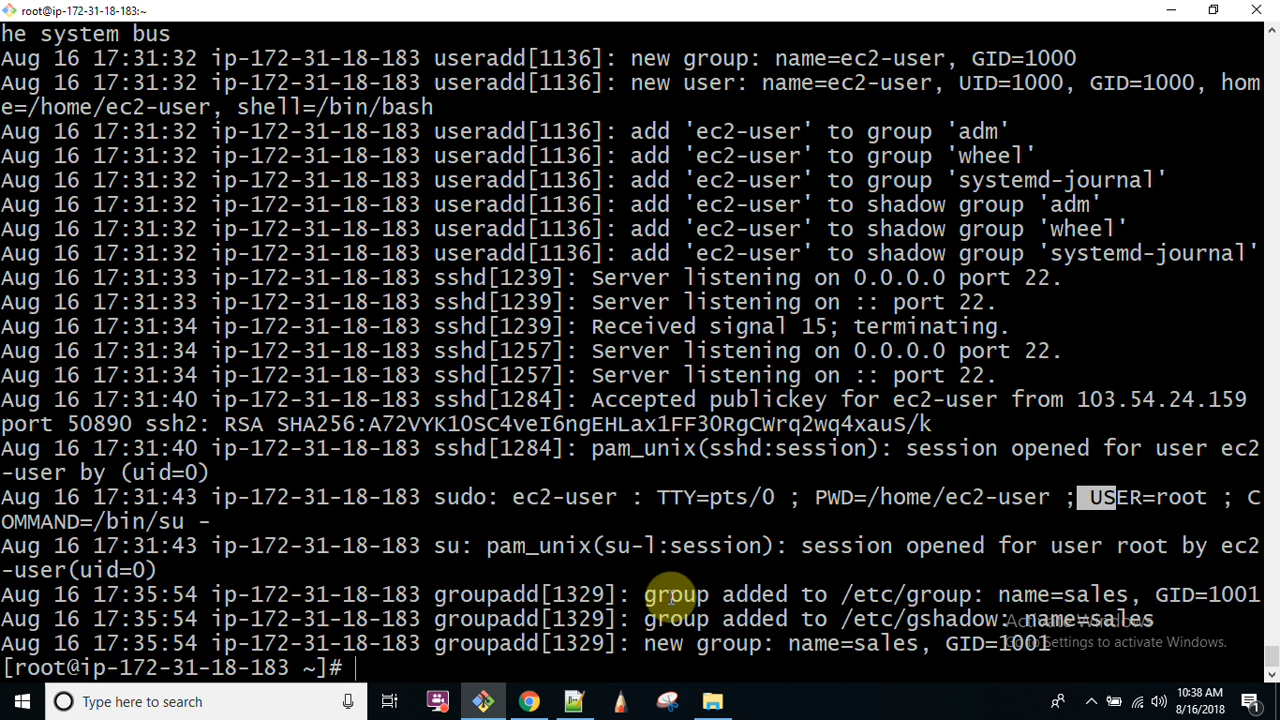 root@ip-172-31-18-183:~
he system bus
Aug 16 17:31:32 ip-172-31-18-183 useradd[1136]: new group: name=ec2-user, GID=1000
Aug 16 17:31:32 ip-172-31-18-183 useradd[1136]: new user: name=ec2-user, UID=1000, GID=1000, hom
e=/home/ec2-user, shell=/bin/bash
Aug 16 17:31:32 ip-172-31-18-183 useradd[1136]: add 'ec2-user' to group 'adm'
Aug 16 17:31:32 ip-172-31-18-183 useradd[1136]: add 'ec2-user' to group 'wheel'
Aug 16 17:31:32 ip-172-31-18-183 useradd[1136]: add 'ec2-user' to group 'systemd-journal'
Aug 16 17:31:32 ip-172-31-18-183 useradd[1136]: add 'ec2-user' to shadow group 'adm'
Aug 16 17:31:32 ip-172-31-18-183 useradd[1136]: add 'ec2-user' to shadow group 'wheel'
Aug 16 17:31:32 ip-172-31-18-183 useradd[1136]: add 'ec2-user' to shadow group 'systemd-journal'
Aug 16 17:31:33 ip-172-31-18-183 sshd[1239]: Server listening on 0.0.0.0 port 22.
Aug 16 17:31:33 ip-172-31-18-183 sshd[1239]: Server listening on :: port 22.
Aug 16 17:31:34 ip-172-31-18-183 sshd[1239]: Received signal 15; terminating.
Aug 16 17:31:34 ip-172-31-18-183 sshd[1257]: Server listening on 0.0.0.0 port 22.
Aug 16 17:31:34 ip-172-31-18-183 sshd[1257]: Server listening on :: port 22.
Aug 16 17:31:40 ip-172-31-18-183 sshd[1284]: Accepted publickey for ec2-user from 103.54.24.159
port 50890 ssh2: RSA SHA256:A72VYK1OSC4veI6ngEHLax1FF3ORgCWrq2wq4xauS/k
Aug 16 17:31:40 ip-172-31-18-183 sshd[1284]: pam_unix(sshd:session): session opened for user ec2
-user by (uid=0)
Aug 16 17:31:43 ip-172-31-18-183 sudo: ec2-user : TTY=pts/0 ; PWD=/home/ec2-user ; USER=root ; C
OMMAND=/bin/su -
Aug 16 17:31:43 ip-172-31-18-183 su: pam_unix(su-l:session): session opened for user root by ec2
-user(uid=0)
Aug 16 17:35:54 ip-172-31-18-183 groupadd[1329]: group added to /etc/group: name=sales, GID=1001
Aug 16 17:35:54 ip-172-31-18-183 groupadd[1329]: group added to /etc/gshadow: name=sales
Aug 16 17:35:54 ip-172-31-18-183 groupadd[1329]: new group: name=sales, GID=1001
[root@ip-172-31-18-183 ~]#
Activate Windows
Go to Settings to activate Windows.
Type here to search
10:38 AM
8/16/2018
1